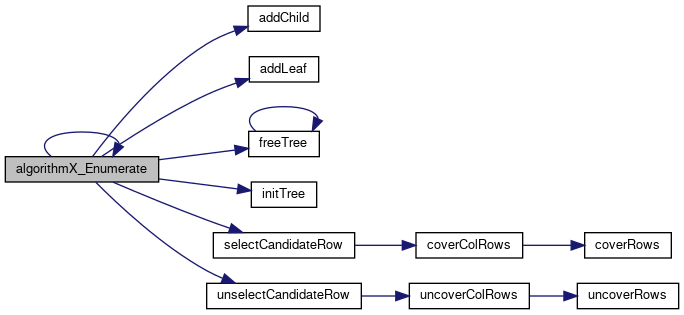 addChild
addLeaf
freeTree
algorithmX_Enumerate
initTree
selectCandidateRow
coverColRows
coverRows
unselectCandidateRow
uncoverColRows
uncoverRows